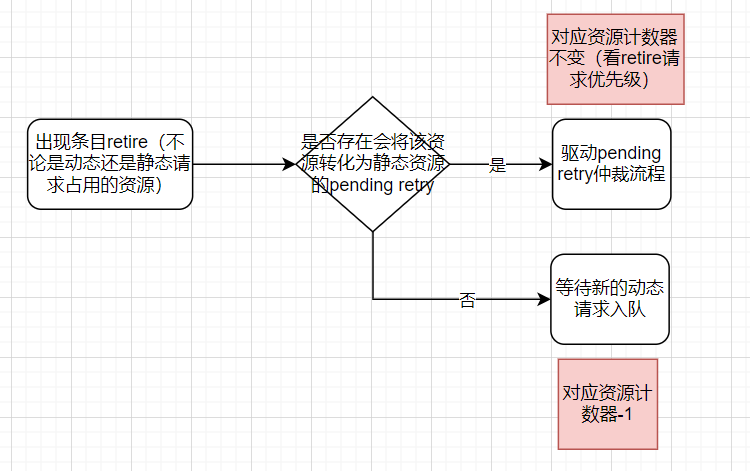 对应资源计数器
不变（看retire请
求优先级）
出现条目retire（不
论是动态还是静态请
求占用的资源）
是否存在会将该资
源转化为静态资源
的pending retry
是
驱动pending
retry仲裁流程
否
等待新的动态
请求入队
对应资源计
数器-1